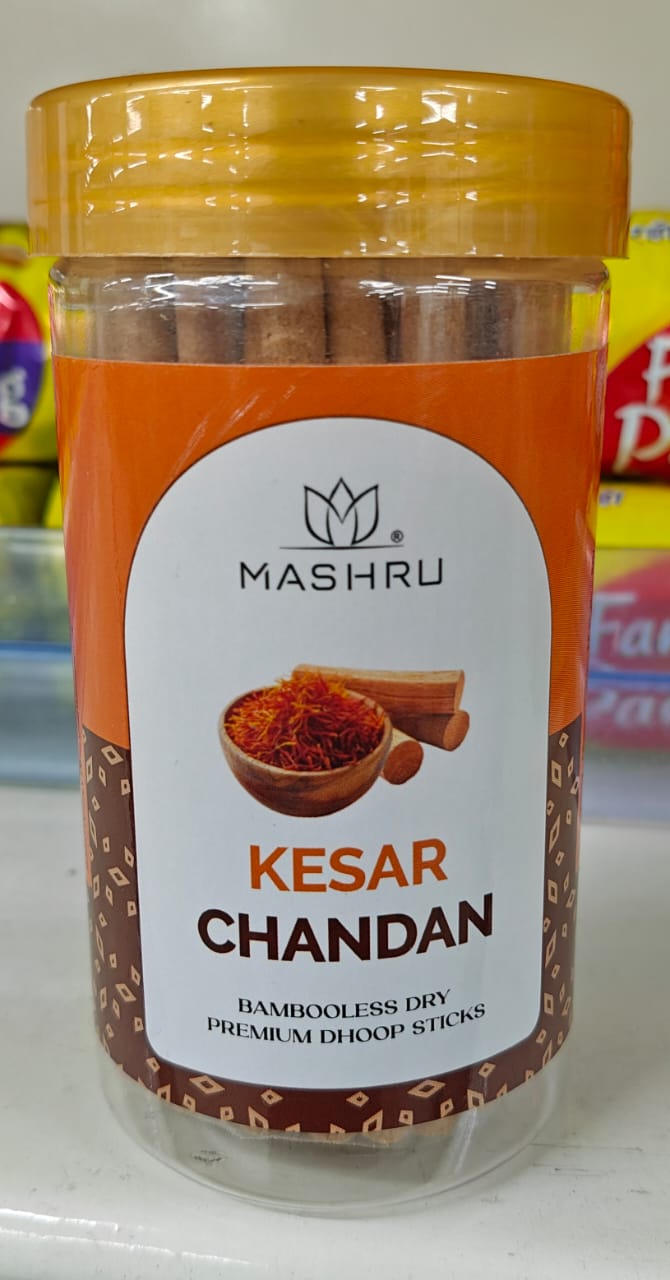 MASHRU
®
KESAR
CHANDAN
BAMBOOLESS DRY
PREMIUM DHOOP STICKS